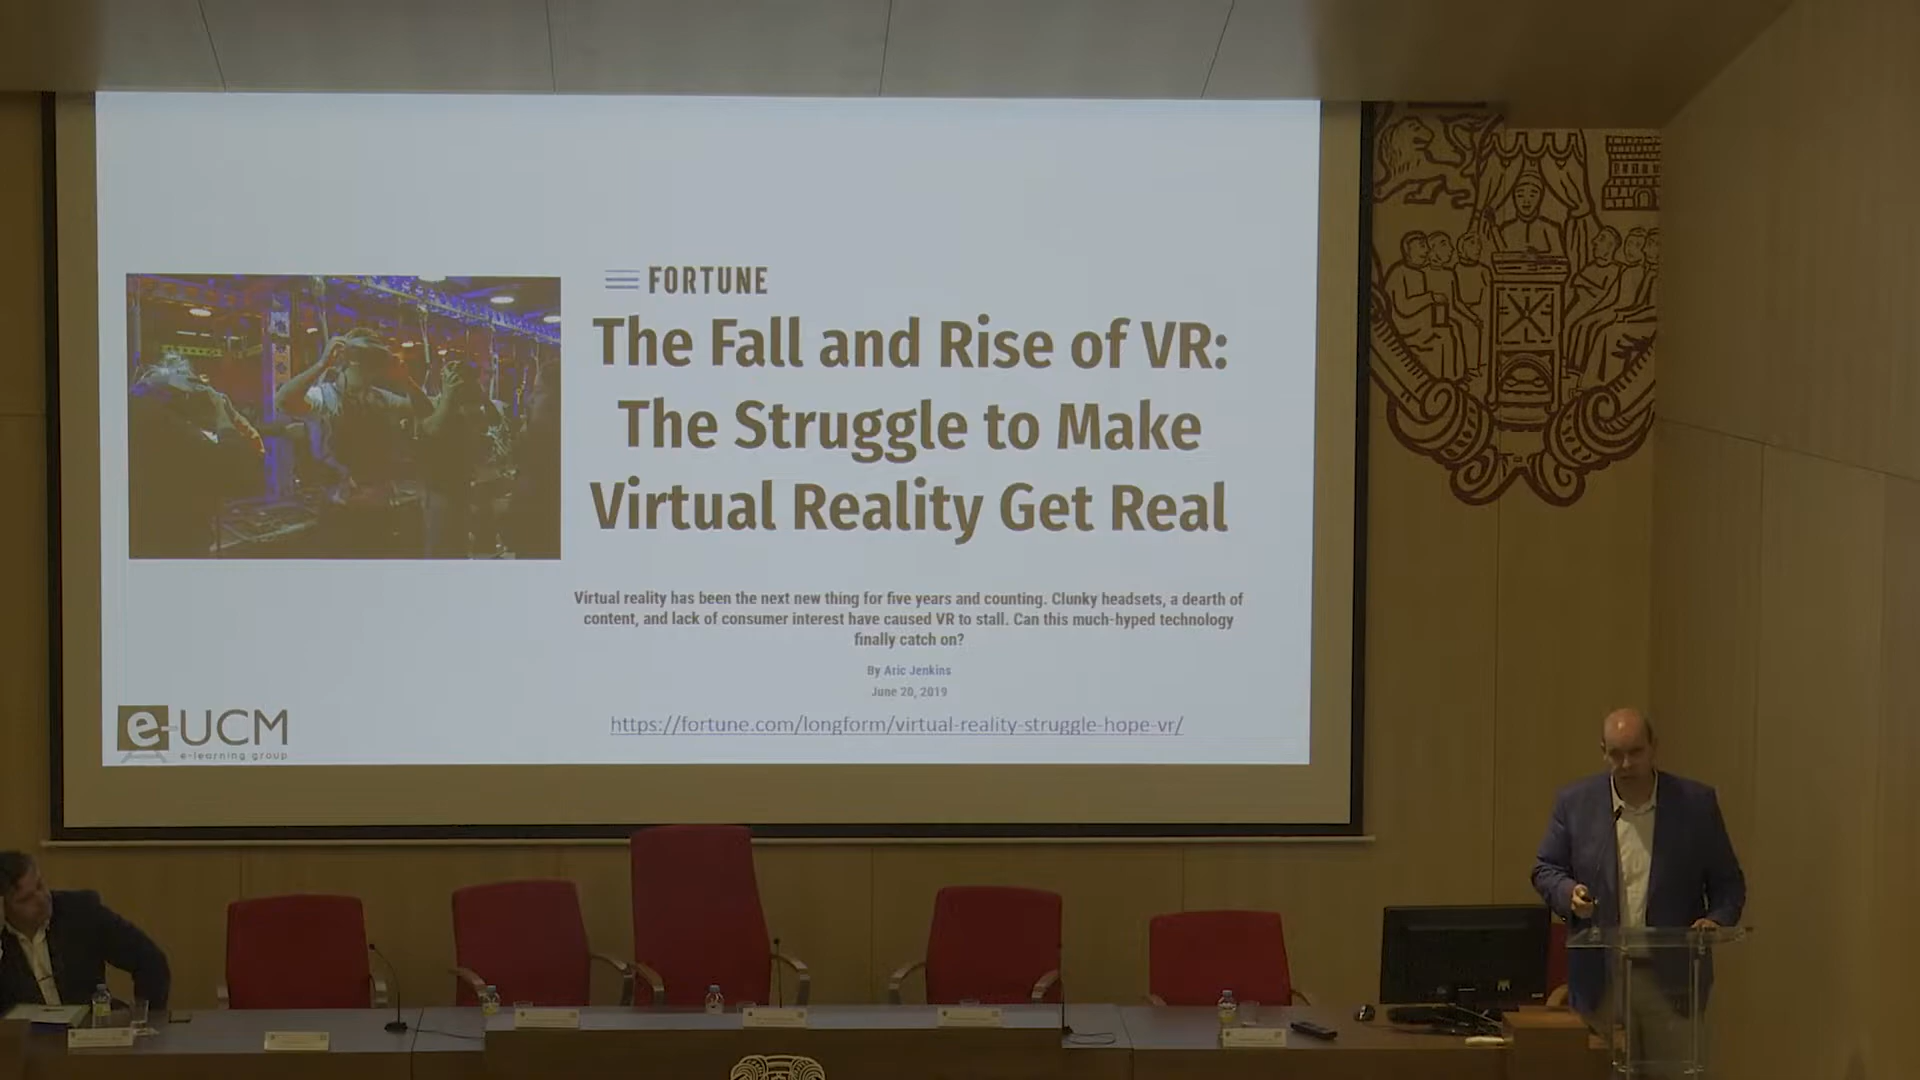 FORTUNE
The Fall and Rise of VR:
The Struggle to Make
Virtual Reality Get Real
Virtual reality has been the next new thing for five years and counting. Clunky headsets, a dearth of
content, and lack of consumer interest have caused VR to stall. Can this much-hyped technology
finally catch on?
By Aric Jenkins
June 20, 2019
https://fortune.com/longform/virtual-reality-struggle-hope-vr/
e-UCM
e-learning group